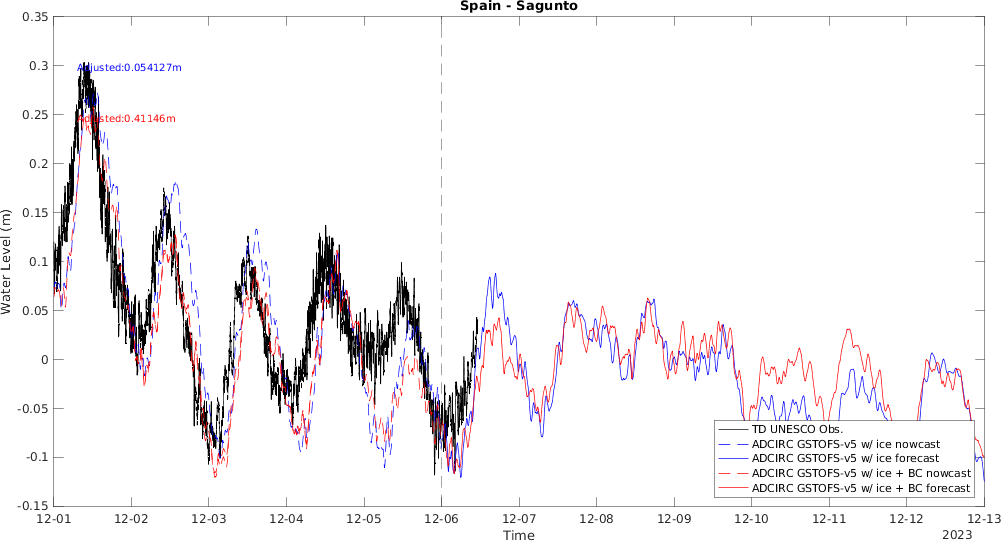 Spain - Sagunto
0.35
0.3
0.25
0.2
0.15
0.1
0.05
0
-0.05
-0.1
-0.15
Water Level (m)
Adjusted:0.054127m
Adjusted:0.41146m
TD UNESCO Obs.
ADCIRC GSTOFS-v5 w/ ice nowcast
ADCIRC GSTOFS-v5 w/ ice forecast
ADCIRC GSTOFS-v5 w/ ice + BC nowcast
ADCIRC GSTOFS-v5 w/ ice + BC forecast
12-01 12-02 12-03 12-04 12-05 12-06 12-07 12-08 12-09 12-10 12-11 12-12 12-13
Time
2023